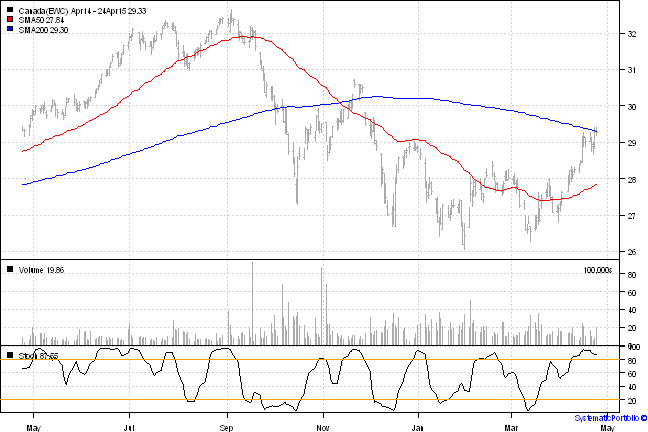 Canada(EWC) Apr14 - 24Apr15 29.33
SMA50 27.84
SMA200 29.30
32
31
30
29
28
27
26
Volume 19.86
100,000s
80
60
40
20
0
Stoch 87.55
100
80
60
40
20
May
Jul
Sep
Nov
Jan
Mar
May
SystematicPortfolio ©